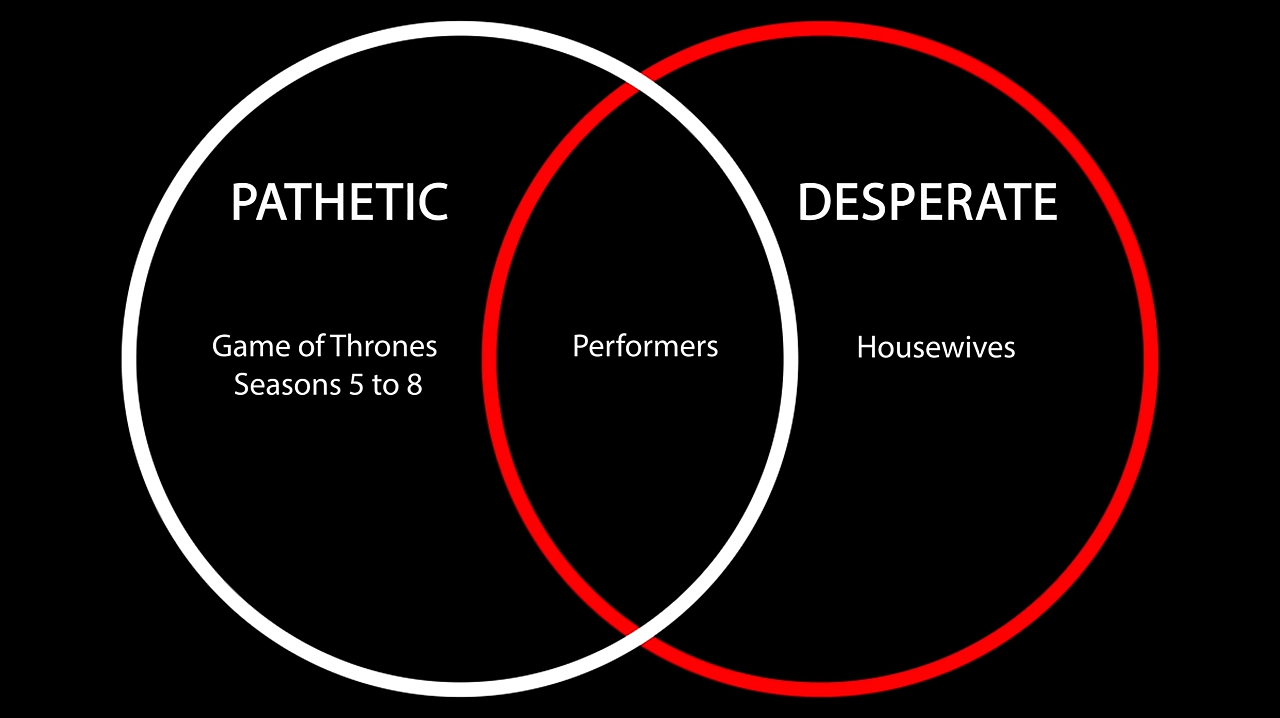 PATHETIC
DESPERATE
Game of Thrones
Seasons 5 to 8
Performers
Housewives